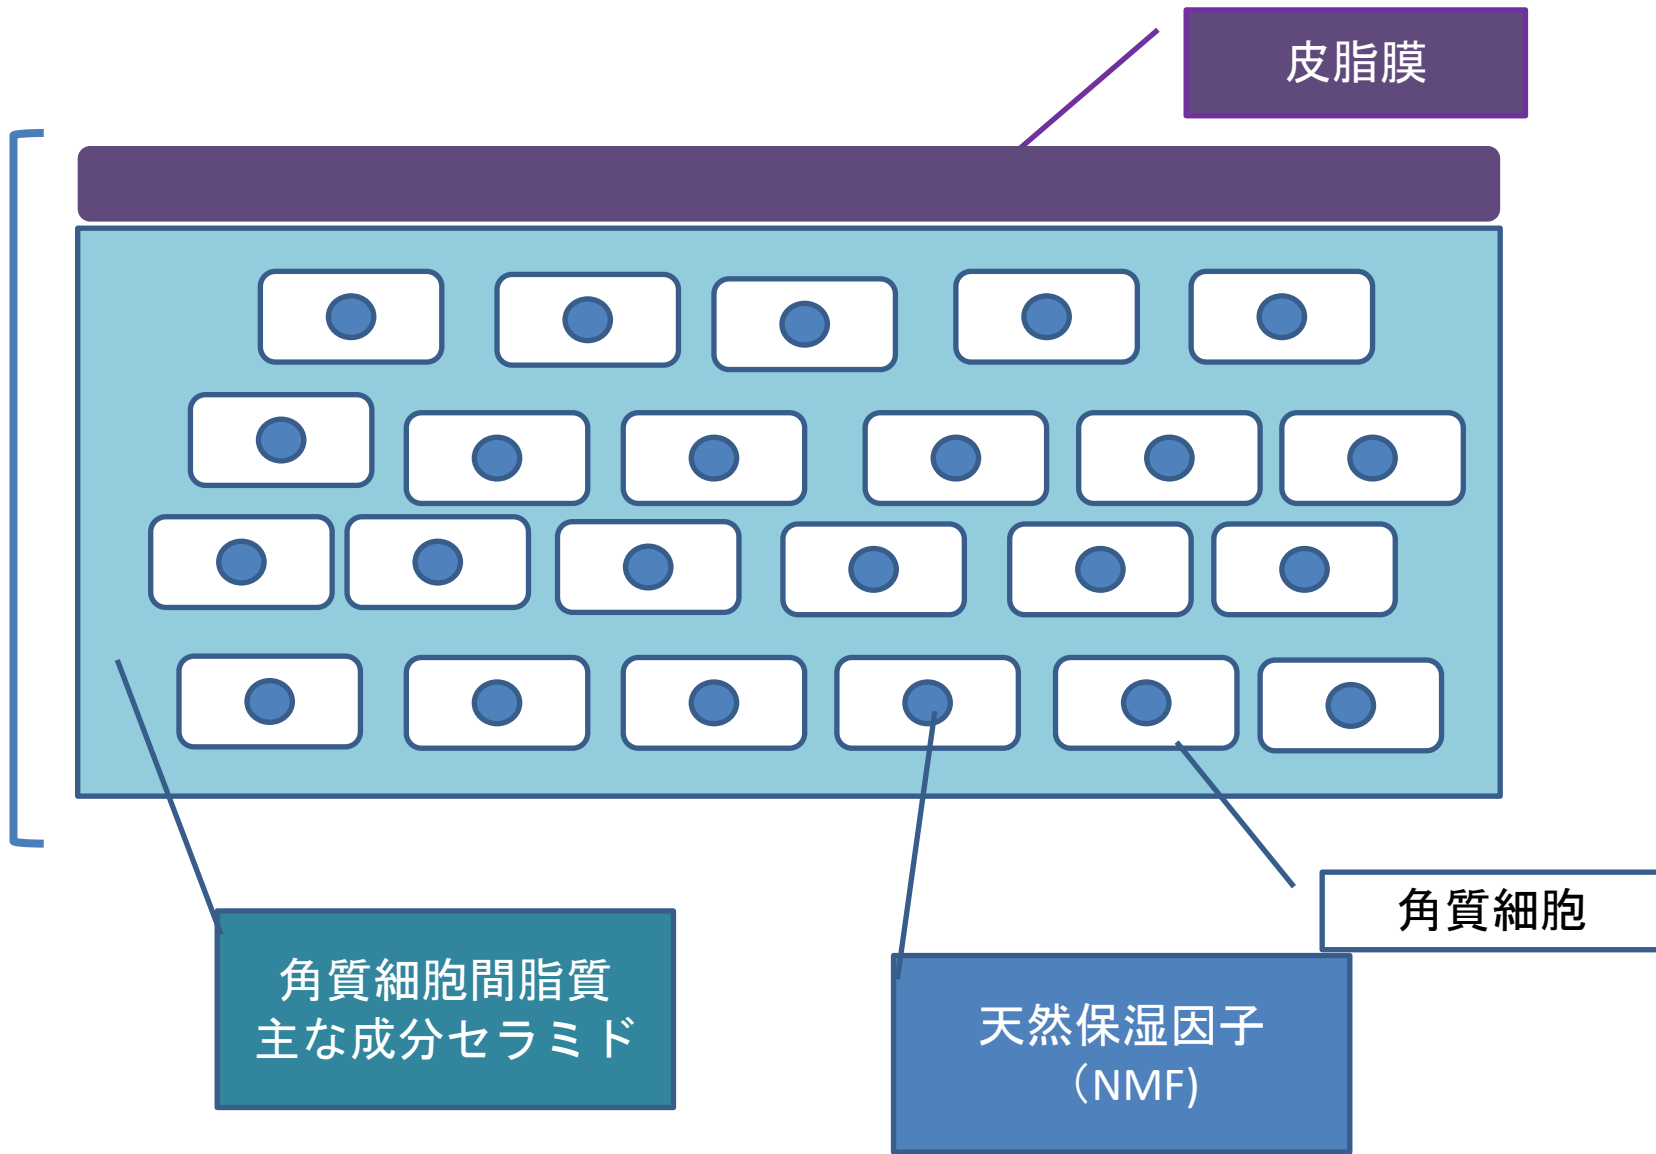 皮脂膜
角質細胞
角質細胞間脂質
主な成分セラミド
天然保湿因子
（NMF)